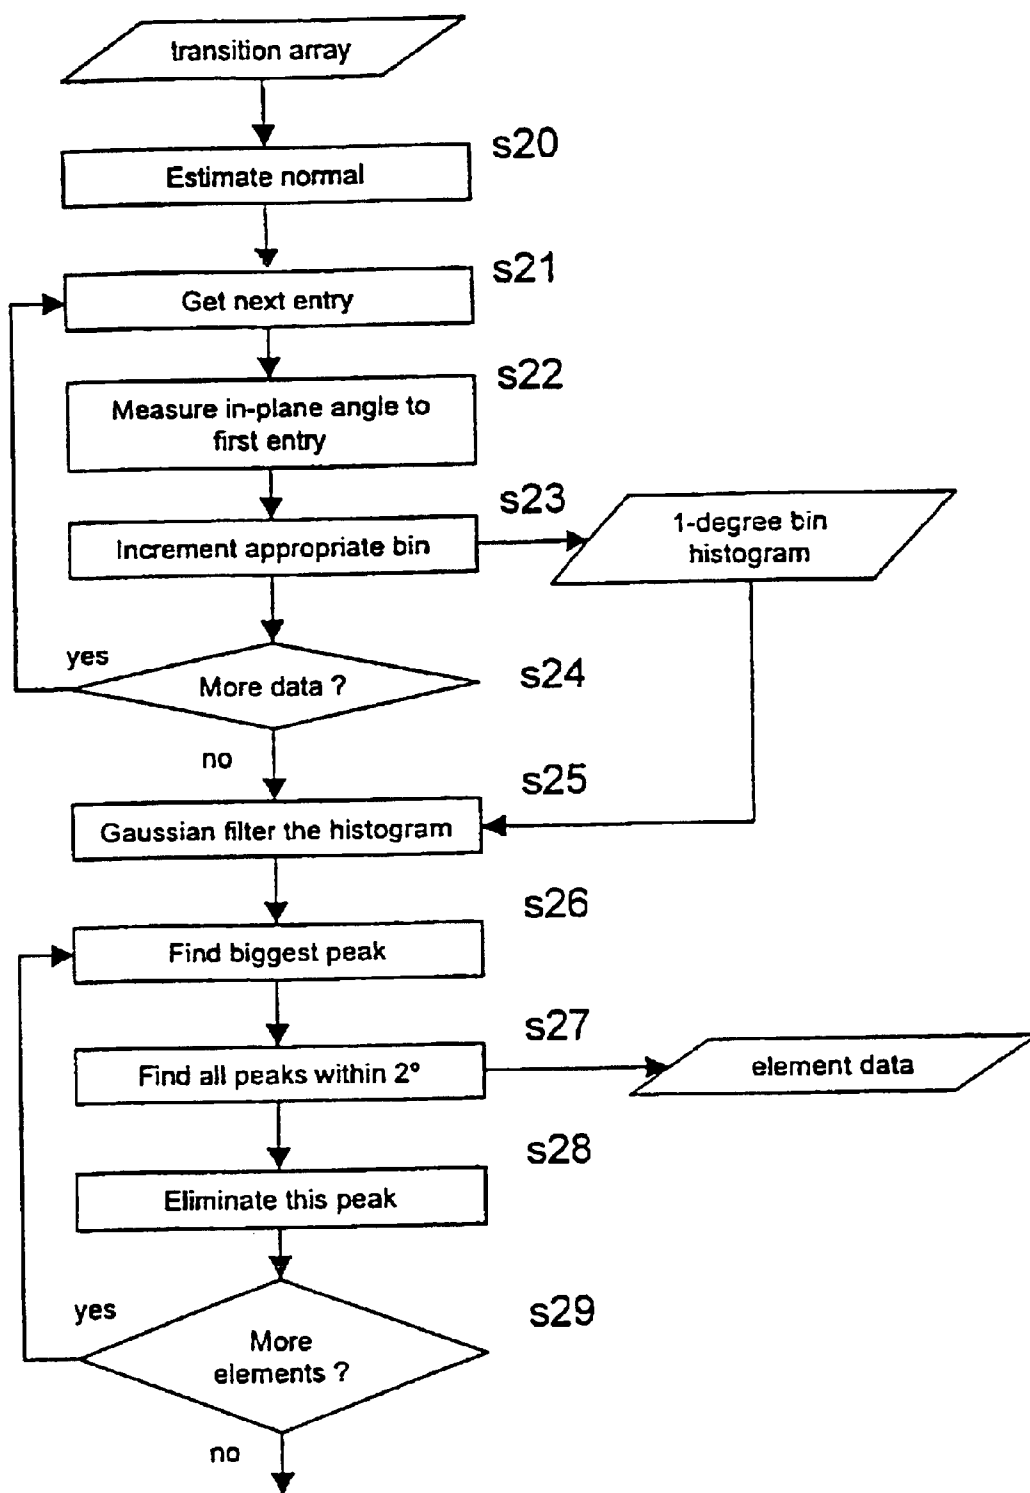 transition array
s20
Estimate normal
s21
Get next entry
s22
Measure in-plane angle to
first entry
s23
Increment appropriate bin
1-degree bin
histogram
yes
More data ?
s24
no
s25
Gaussian filter the histogram
s26
Find biggest peak
s27
Find all peaks within 2°
element data
s28
Eliminate this peak
yes
s29
More
elements ?
no